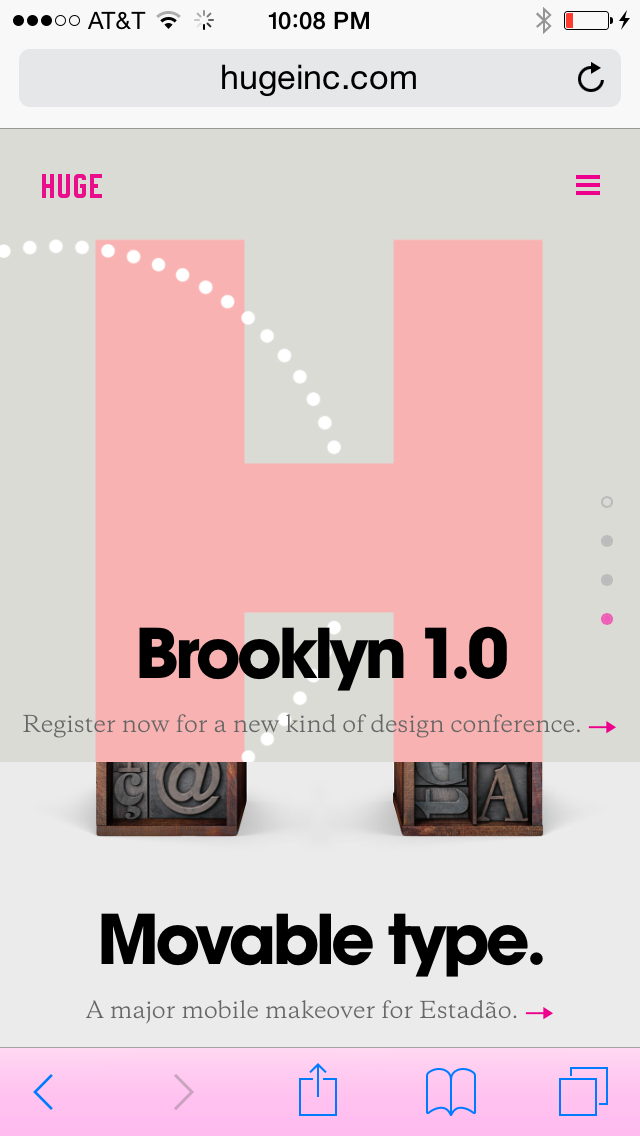 AT&T 10:08 PM
hugeinc.com
HUGE
H
Brooklyn 1.0
Register now for a new kind of design conference.
ç @ A
Movable type.
A major mobile makeover for Estadão.